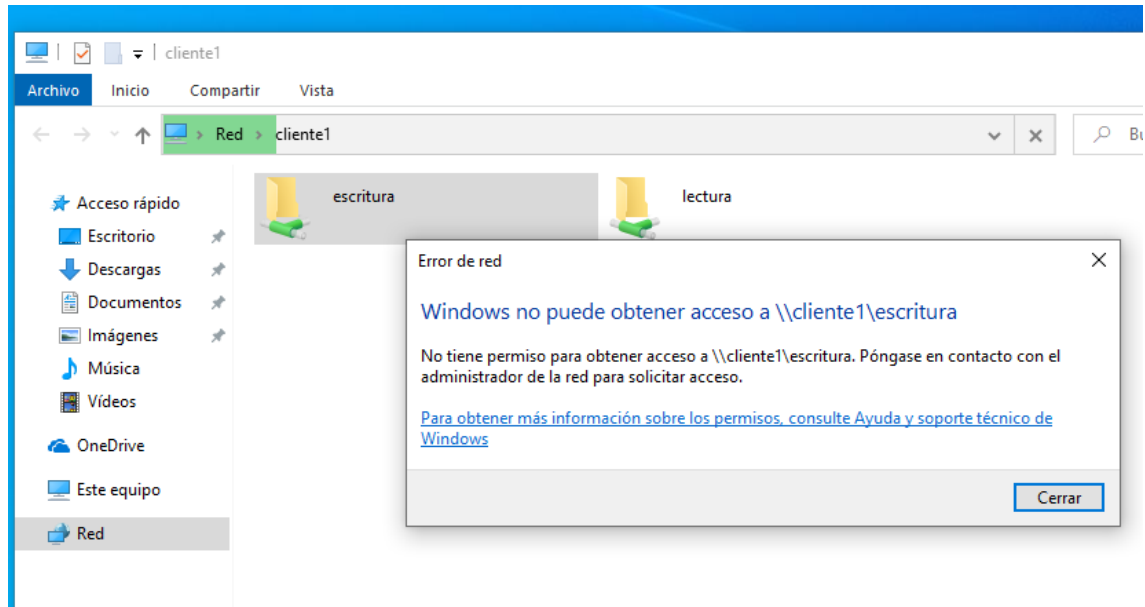 cliente1
Archivo Inicio Compartir Vista
Red cliente1
Acceso rápido
Escritorio
Descargas
Documentos
Imágenes
Música
Vídeos
OneDrive
Este equipo
Red
escritura lectura
Error de red
Windows no puede obtener acceso a \\cliente1\escritura
No tiene permiso para obtener acceso a \\cliente1\escritura. Póngase en contacto con el
administrador de la red para solicitar acceso.
Para obtener más información sobre los permisos, consulte Ayuda y soporte técnico de
Windows
Cerrar